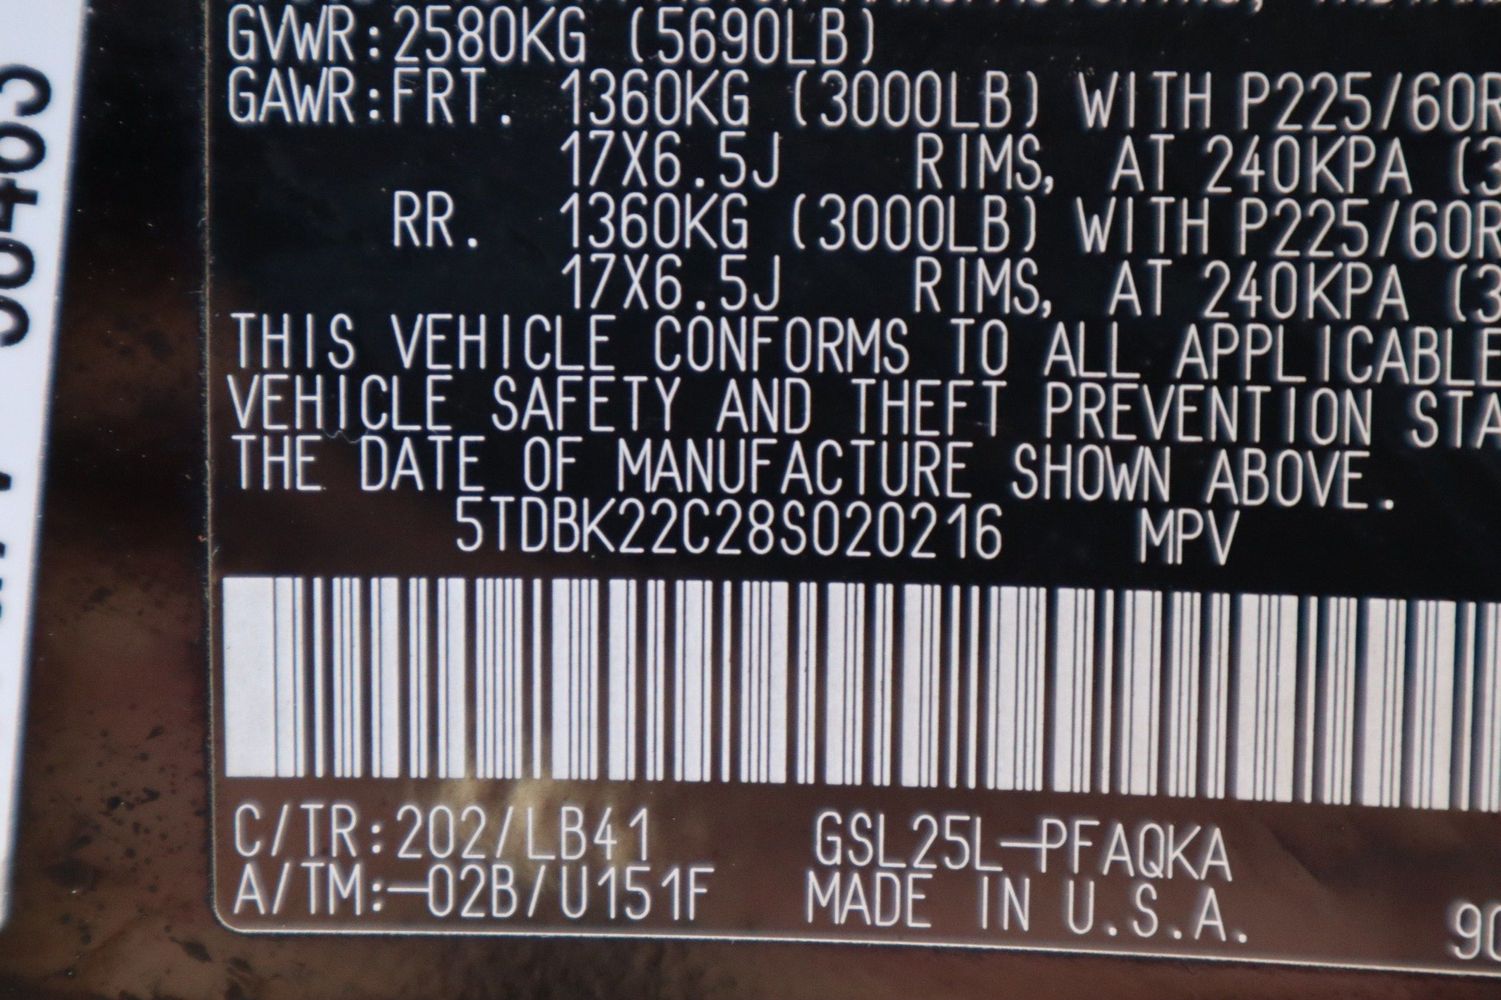 GVWR:2580KG (5690LB)
GAWR:FRT. 1360KG (3000LB) WITH P225/60R
17X6.5J RIMS, AT 240KPA (3
RR. 1360KG (3000LB) WITH P225/60R
17X6.5J RIMS, AT 240KPA (3
THIS VEHICLE CONFORMS TO ALL APPLICABLE
VEHICLE SAFETY AND THEFT PREVENTION STA
THE DATE OF MANUFACTURE SHOWN ABOVE.
5TDBK22C28S020216 MPV
C/TR:202/LB41 GSL25L-PFAQKA
A/TM:-02B/U151F MADE IN U.S.A.
90